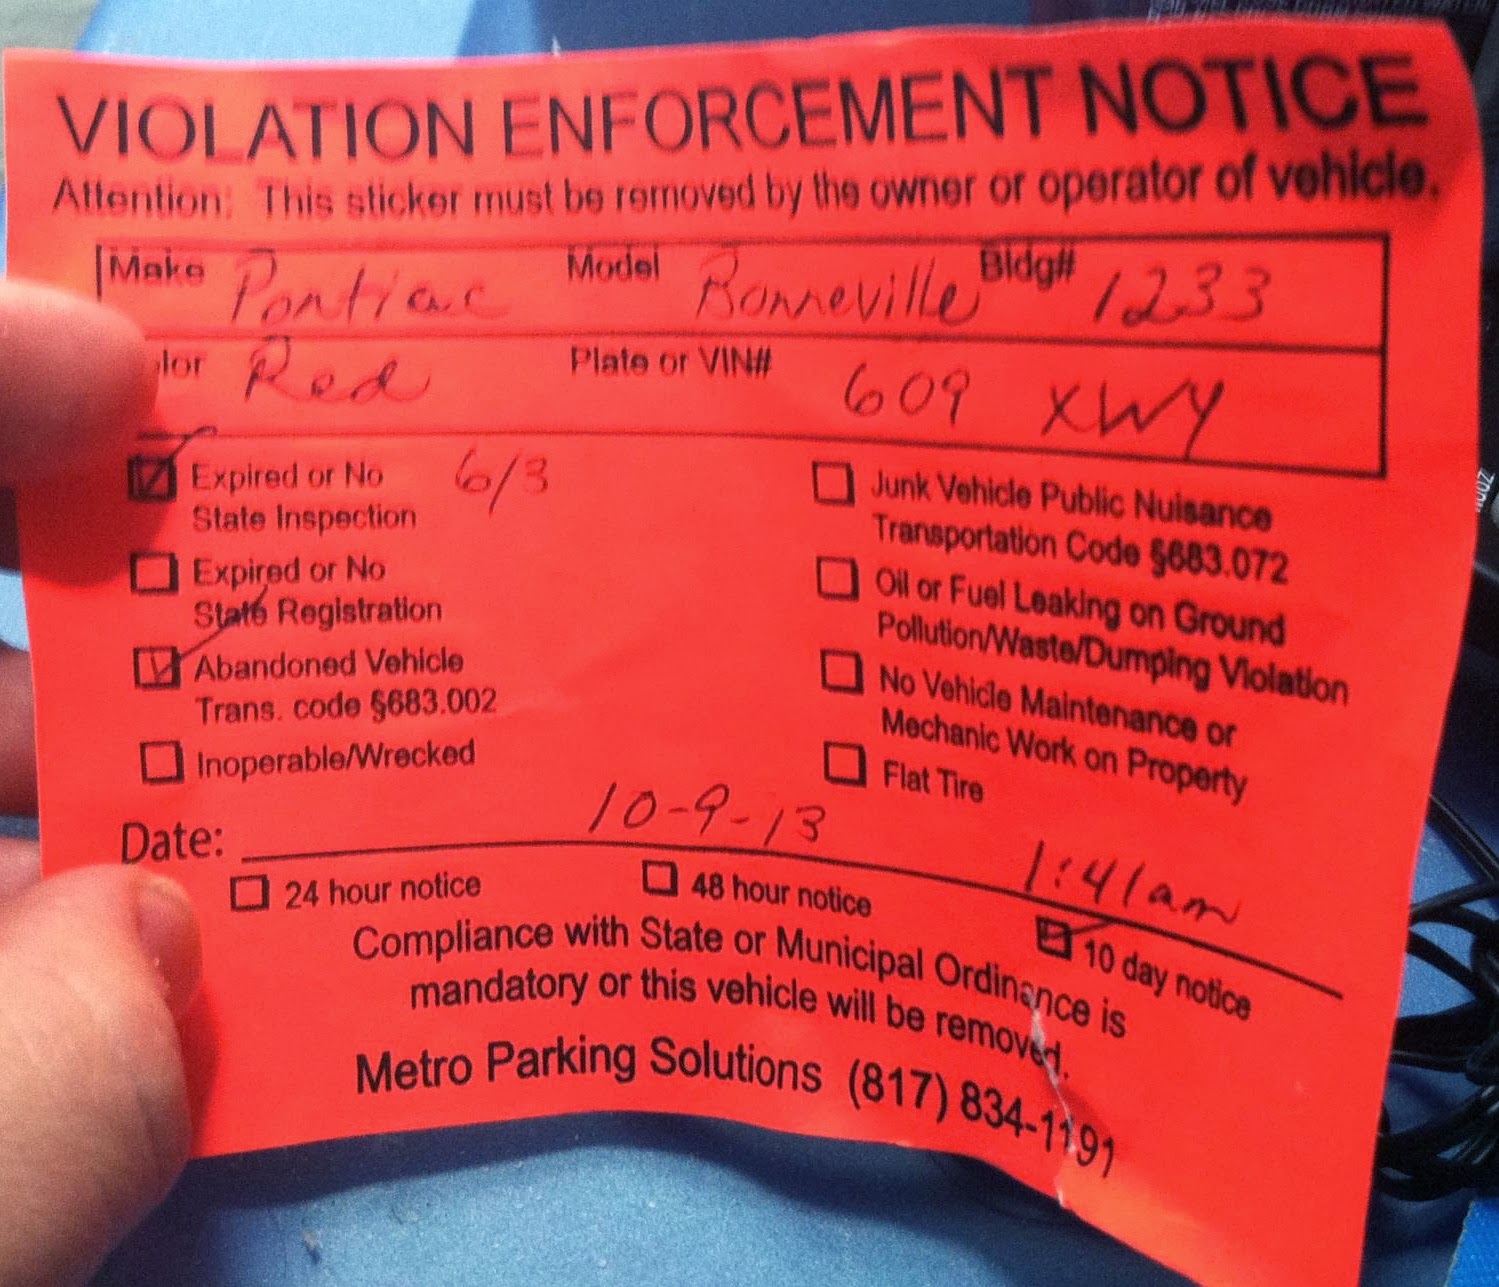 VIOLATION ENFORCEMENT NOTICE
Attention: This sticker must be removed by the owner or operator of vehicle.
Make Pontiac Model Bonneville Bldg# 1233
lor Red Plate or VIN# 609 XWY
Expired or No 6/3
State Inspection
Expired or No
State Registration
Abandoned Vehicle
Trans. code §683.002
Inoperable/Wrecked
Junk Vehicle Public Nuisance
Transportation Code §683.072
Oil or Fuel Leaking on Ground
Pollution/Waste/Dumping Violation
No Vehicle Maintenance or
Mechanic Work on Property
Flat Tire
Date: 10-9-13 1:41am
24 hour notice 48 hour notice 10 day notice
Compliance with State or Municipal Ordinance is
mandatory or this vehicle will be removed.
Metro Parking Solutions (817) 834-1191